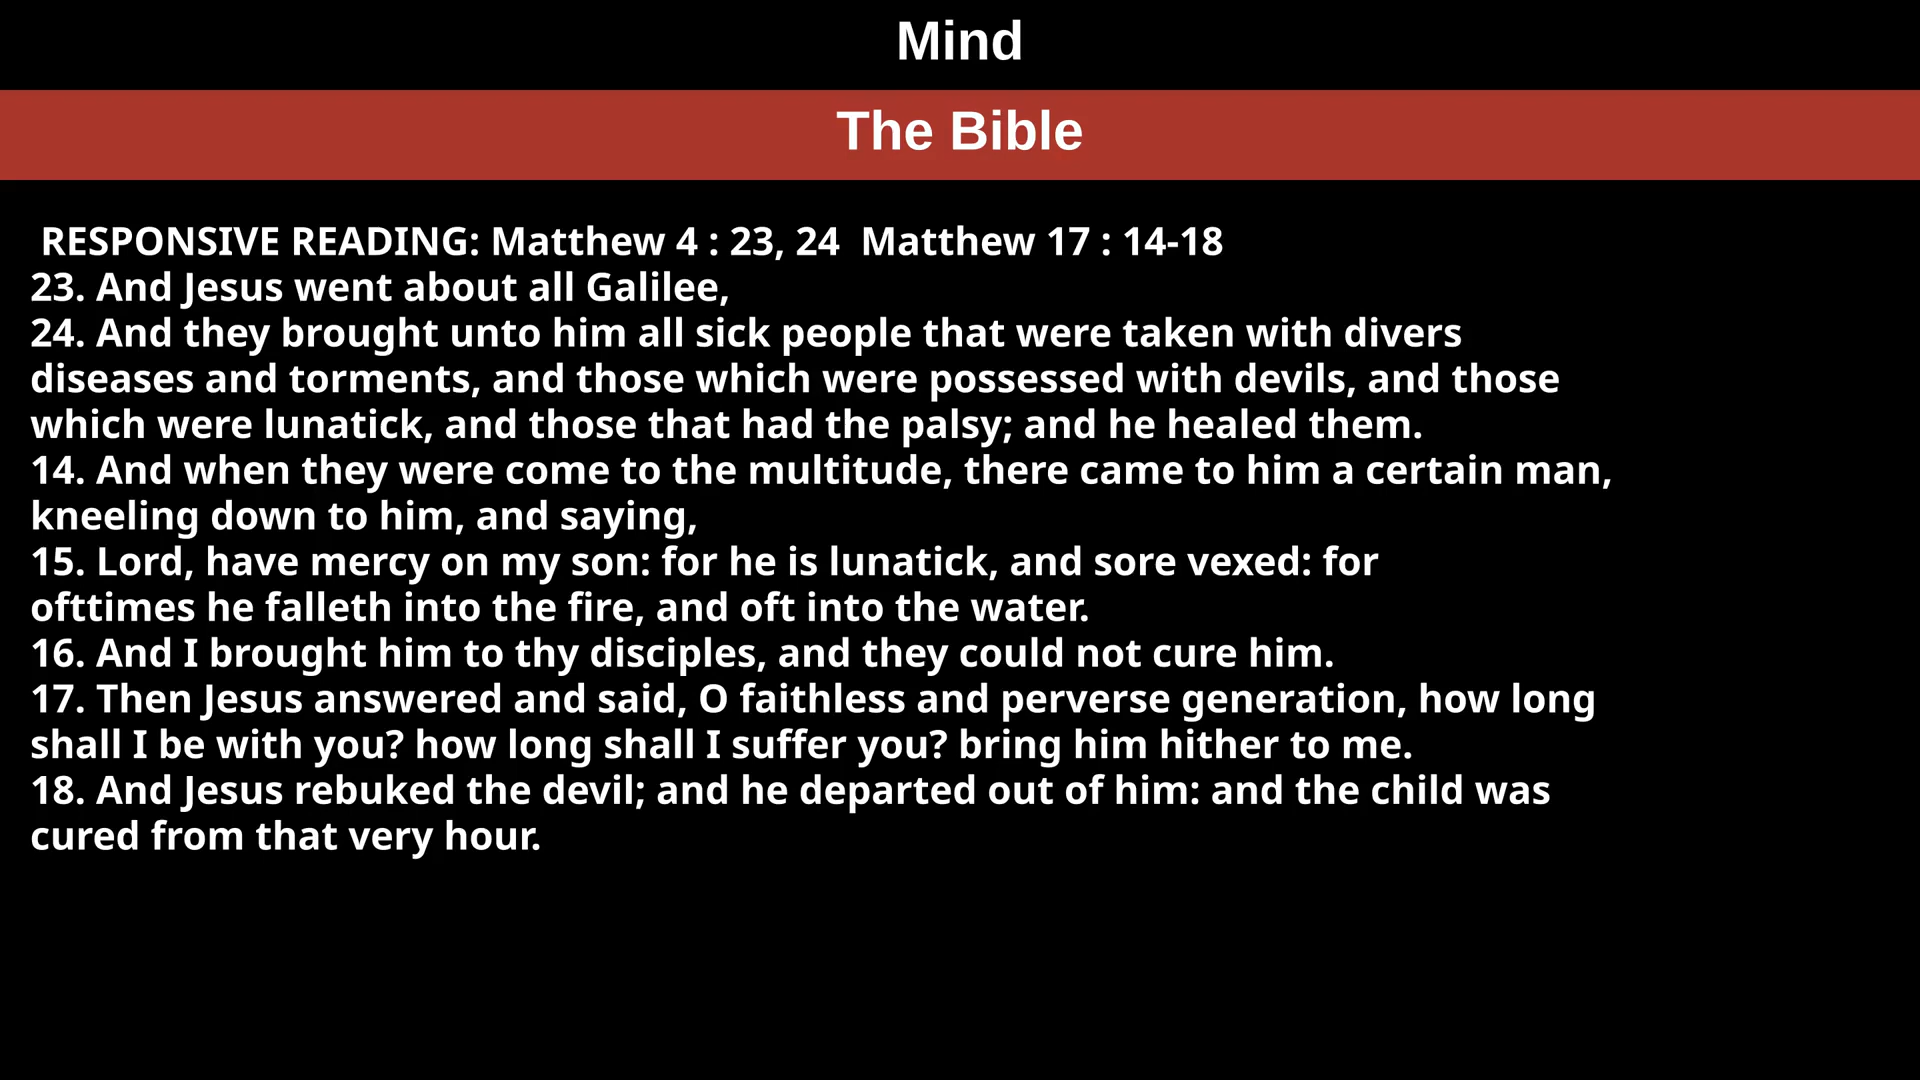 Mind
The Bible
RESPONSIVE READING: Matthew 4 : 23, 24  Matthew 17 : 14-18
23. And Jesus went about all Galilee,
24. And they brought unto him all sick people that were taken with divers
diseases and torments, and those which were possessed with devils, and those
which were lunatick, and those that had the palsy; and he healed them.
14. And when they were come to the multitude, there came to him a certain man,
kneeling down to him, and saying,
15. Lord, have mercy on my son: for he is lunatick, and sore vexed: for
ofttimes he falleth into the fire, and oft into the water.
16. And I brought him to thy disciples, and they could not cure him.
17. Then Jesus answered and said, O faithless and perverse generation, how long
shall I be with you? how long shall I suffer you? bring him hither to me.
18. And Jesus rebuked the devil; and he departed out of him: and the child was
cured from that very hour.